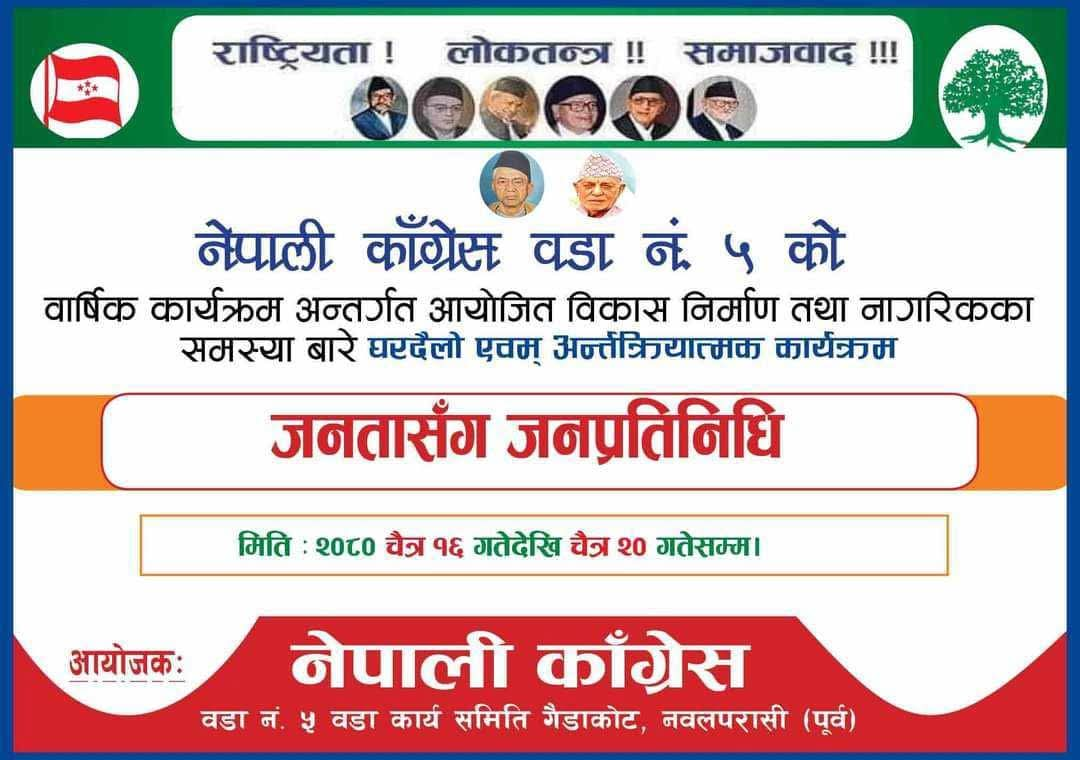 राष्ट्रियता ! लोकतन्त्र !! समाजवाद !!!
नेपाली काँग्रेस वडा नं. ५ को
वार्षिक कार्यक्रम अन्तर्गत आयोजित विकास निर्माण तथा नागरिकका
समस्या बारे घरदैलो एवम् अर्न्तक्रियात्मक कार्यक्रम
जनतासँग जनप्रतिनिधि
मिति : २०८० चैत्र १६ गतेदेखि चैत्र २० गतेसम्म।
आयोजक:
नेपाली काँग्रेस
वडा नं. ५ वडा कार्य समिति गैडाकोट, नवलपरासी (पूर्व)